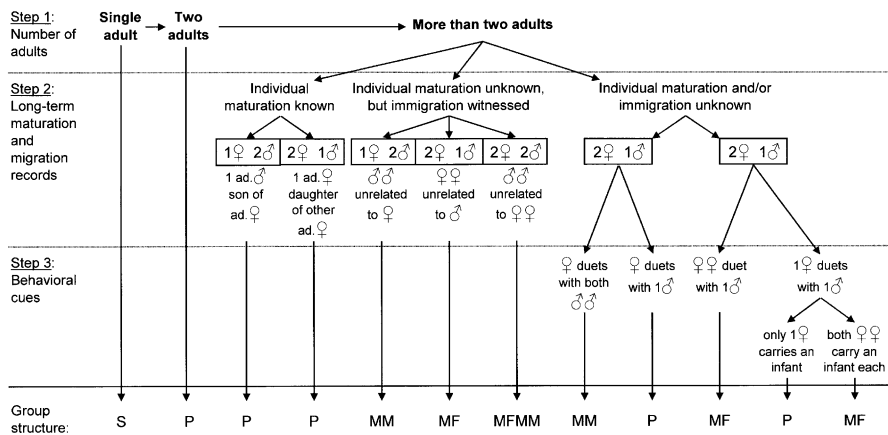 Step 1:
Number of
adults
Single
adult
Two
adults
More than two adults
Step 2:
Long-term
maturation
and
migration
records
Individual
maturation known
Individual maturation unknown,
but immigration witnessed
Individual maturation and/or
immigration unknown
1♀ 2♂
2♀ 1♂
1♀ 2♂
2♀ 1♂
2♀ 2♂
2♀ 1♂
2♀ 1♂
1 ad.♂
son of
ad.♀
1 ad.♀
daughter
of other
ad.♀
♂♂
unrelated
to ♀
♀♀
unrelated
to ♂
♂♂
unrelated
to ♀♀
Step 3:
Behavioral
cues
♀ duets
with both
♂♂
♀ duets
with 1♂
♀♀ duet
with 1♂
1♀ duets
with 1♂
only 1♀
carries an
infant
both ♀♀
carry an
infant each
Group
structure:
S P P P MM MF MFMM MM P MF P MF